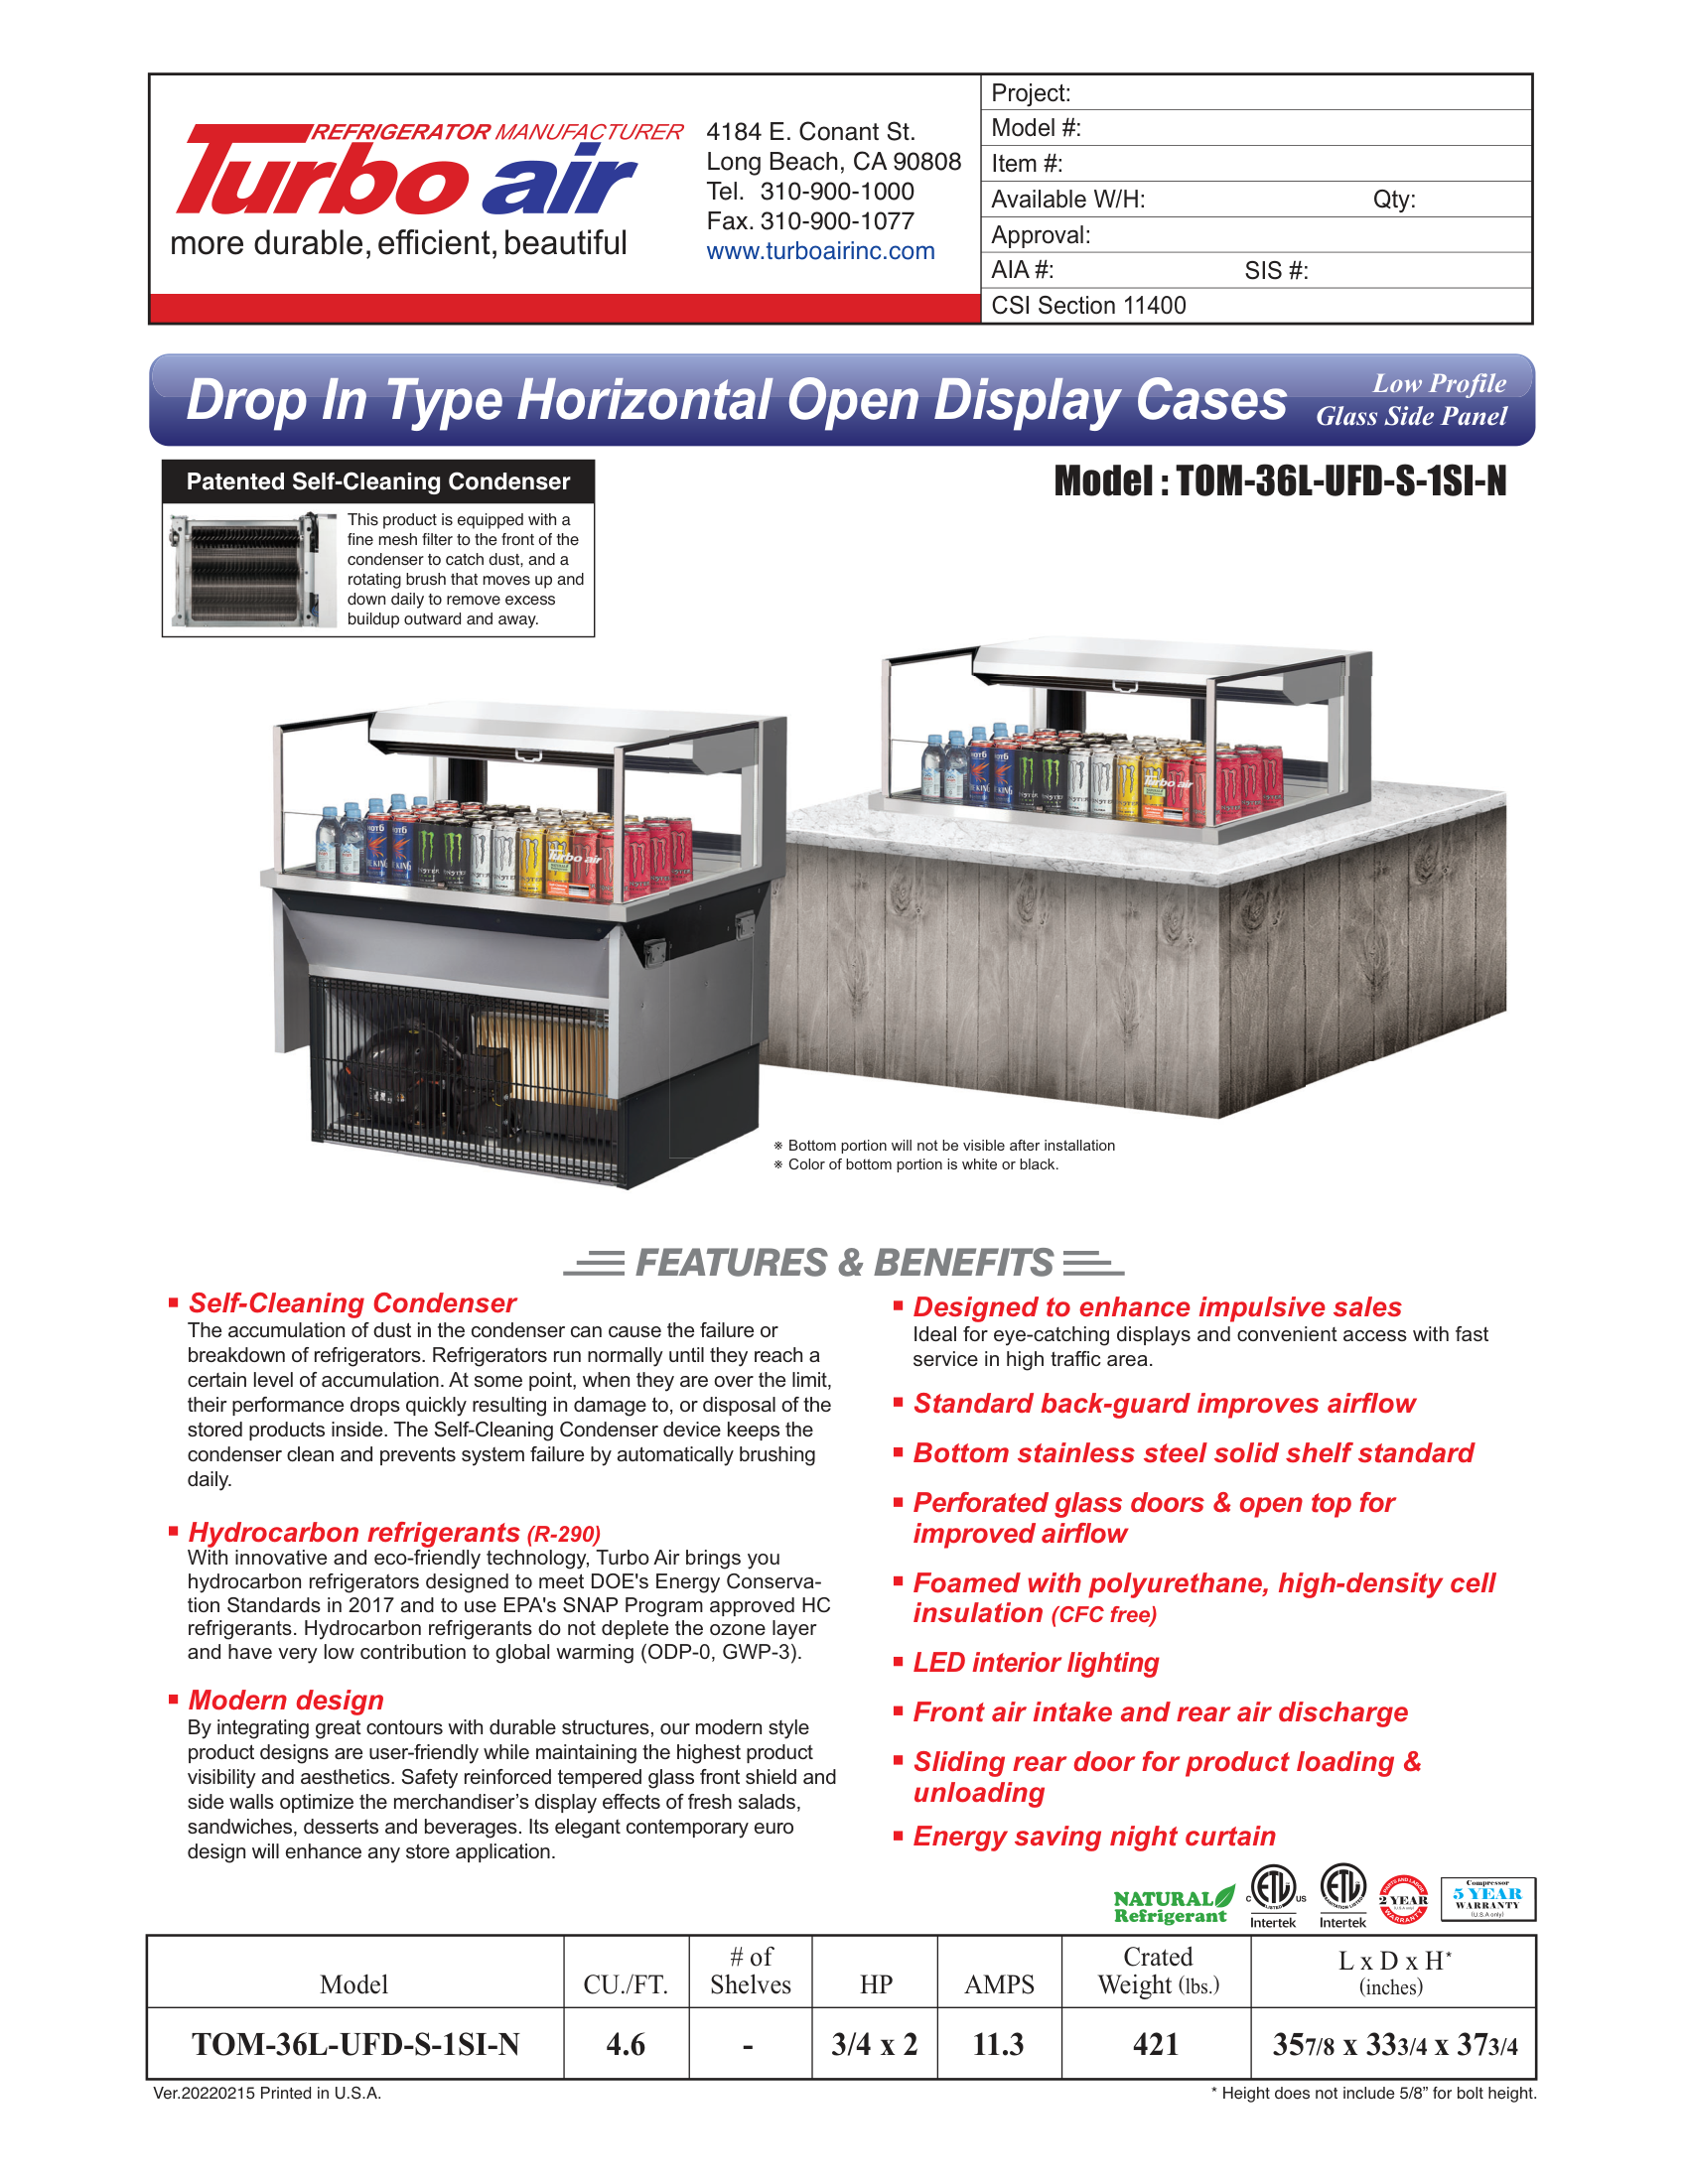 REFRIGERATOR MANUFACTURER
Turbo air
more durable, efficient, beautiful
4184 E. Conant St.
Long Beach, CA 90808
Tel. 310-900-1000
Fax. 310-900-1077
www.turboairinc.com
Project:
Model #:
Item #:
Available W/H: Qty:
Approval:
AIA #: SIS #:
CSI Section 11400
Drop In Type Horizontal Open Display Cases
Low Profile
Glass Side Panel
Patented Self-Cleaning Condenser
This product is equipped with a
fine mesh filter to the front of the
condenser to catch dust, and a
rotating brush that moves up and
down daily to remove excess
buildup outward and away.
Model : TOM-36L-UFD-S-1SI-N
Turbo air
Turbo air
※ Bottom portion will not be visible after installation
※ Color of bottom portion is white or black.
FEATURES & BENEFITS
▪ Self-Cleaning Condenser
The accumulation of dust in the condenser can cause the failure or
breakdown of refrigerators. Refrigerators run normally until they reach a
certain level of accumulation. At some point, when they are over the limit,
their performance drops quickly resulting in damage to, or disposal of the
stored products inside. The Self-Cleaning Condenser device keeps the
condenser clean and prevents system failure by automatically brushing
daily.
▪ Hydrocarbon refrigerants (R-290)
With innovative and eco-friendly technology, Turbo Air brings you
hydrocarbon refrigerators designed to meet DOE's Energy Conserva-
tion Standards in 2017 and to use EPA's SNAP Program approved HC
refrigerants. Hydrocarbon refrigerants do not deplete the ozone layer
and have very low contribution to global warming (ODP-0, GWP-3).
▪ Modern design
By integrating great contours with durable structures, our modern style
product designs are user-friendly while maintaining the highest product
visibility and aesthetics. Safety reinforced tempered glass front shield and
side walls optimize the merchandiser’s display effects of fresh salads,
sandwiches, desserts and beverages. Its elegant contemporary euro
design will enhance any store application.
▪ Designed to enhance impulsive sales
Ideal for eye-catching displays and convenient access with fast
service in high traffic area.
▪ Standard back-guard improves airflow
▪ Bottom stainless steel solid shelf standard
▪ Perforated glass doors & open top for
improved airflow
▪ Foamed with polyurethane, high-density cell
insulation (CFC free)
▪ LED interior lighting
▪ Front air intake and rear air discharge
▪ Sliding rear door for product loading &
unloading
▪ Energy saving night curtain
NATURAL
Refrigerant
C ETL US
LISTED
Intertek
ETL
SANITATION LISTED
Intertek
PARTS AND LABOR
2 YEAR
(U.S.A only)
WARRANTY
Compressor
5 YEAR
WARRANTY
(U.S.A only)
Model CU./FT. # of Shelves HP AMPS Crated Weight (lbs.) L x D x H* (inches)
TOM-36L-UFD-S-1SI-N 4.6 - 3/4 x 2 11.3 421 357/8 x 333/4 x 373/4
Ver.20220215 Printed in U.S.A.
* Height does not include 5/8” for bolt height.